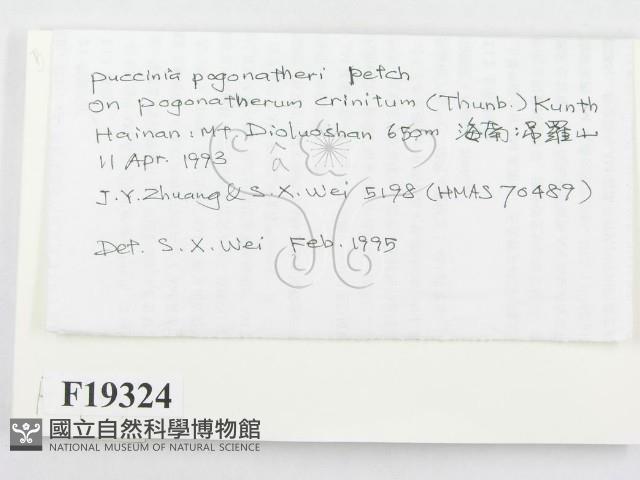 puccinia pogonatheri petch
on pogonatherum crinitum (Thunb.) Kunth
Hainan: Mt. Dioluoshan 650m 海南:吊羅山
11 Apr. 1993
J.Y. Zhuang & S.X. Wei 5198 (HMAS 70489)
Det. S.X. Wei Feb. 1995
F19324
國立自然科學博物館
NATIONAL MUSEUM OF NATURAL SCIENCE